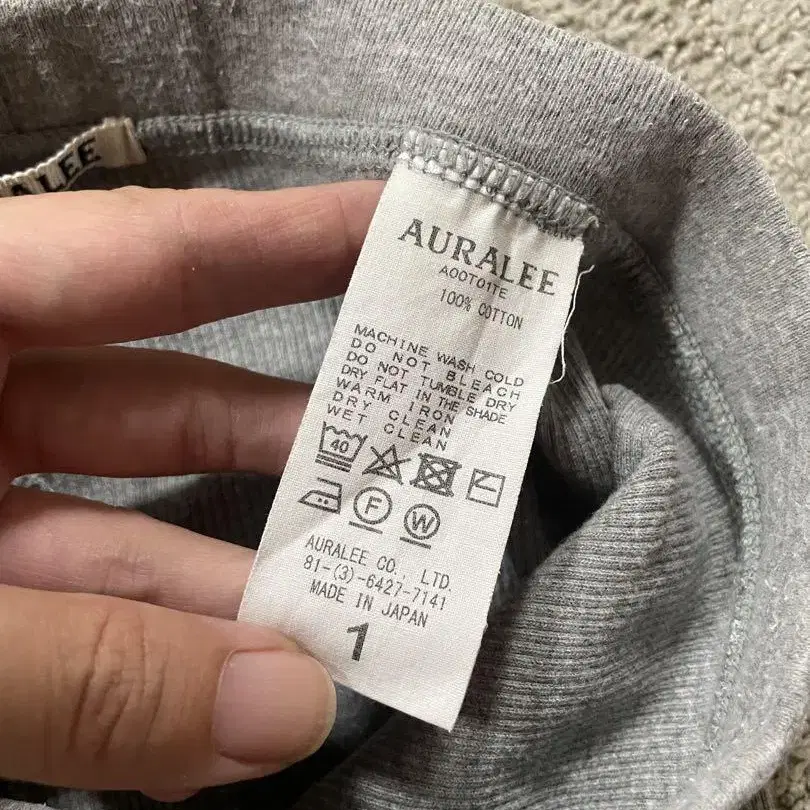 AURALEE
AURALEE
A00T01TE
100% COTTON
MACHINE WASH COLD
DO NOT BLEACH
DO NOT TUMBLE DRY
DRY FLAT IN THE SHADE
WARM IRON
DRY CLEAN
WET CLEAN
40
F W
AURALEE CO., LTD.
81-(3)-6427-7141
MADE IN JAPAN
1